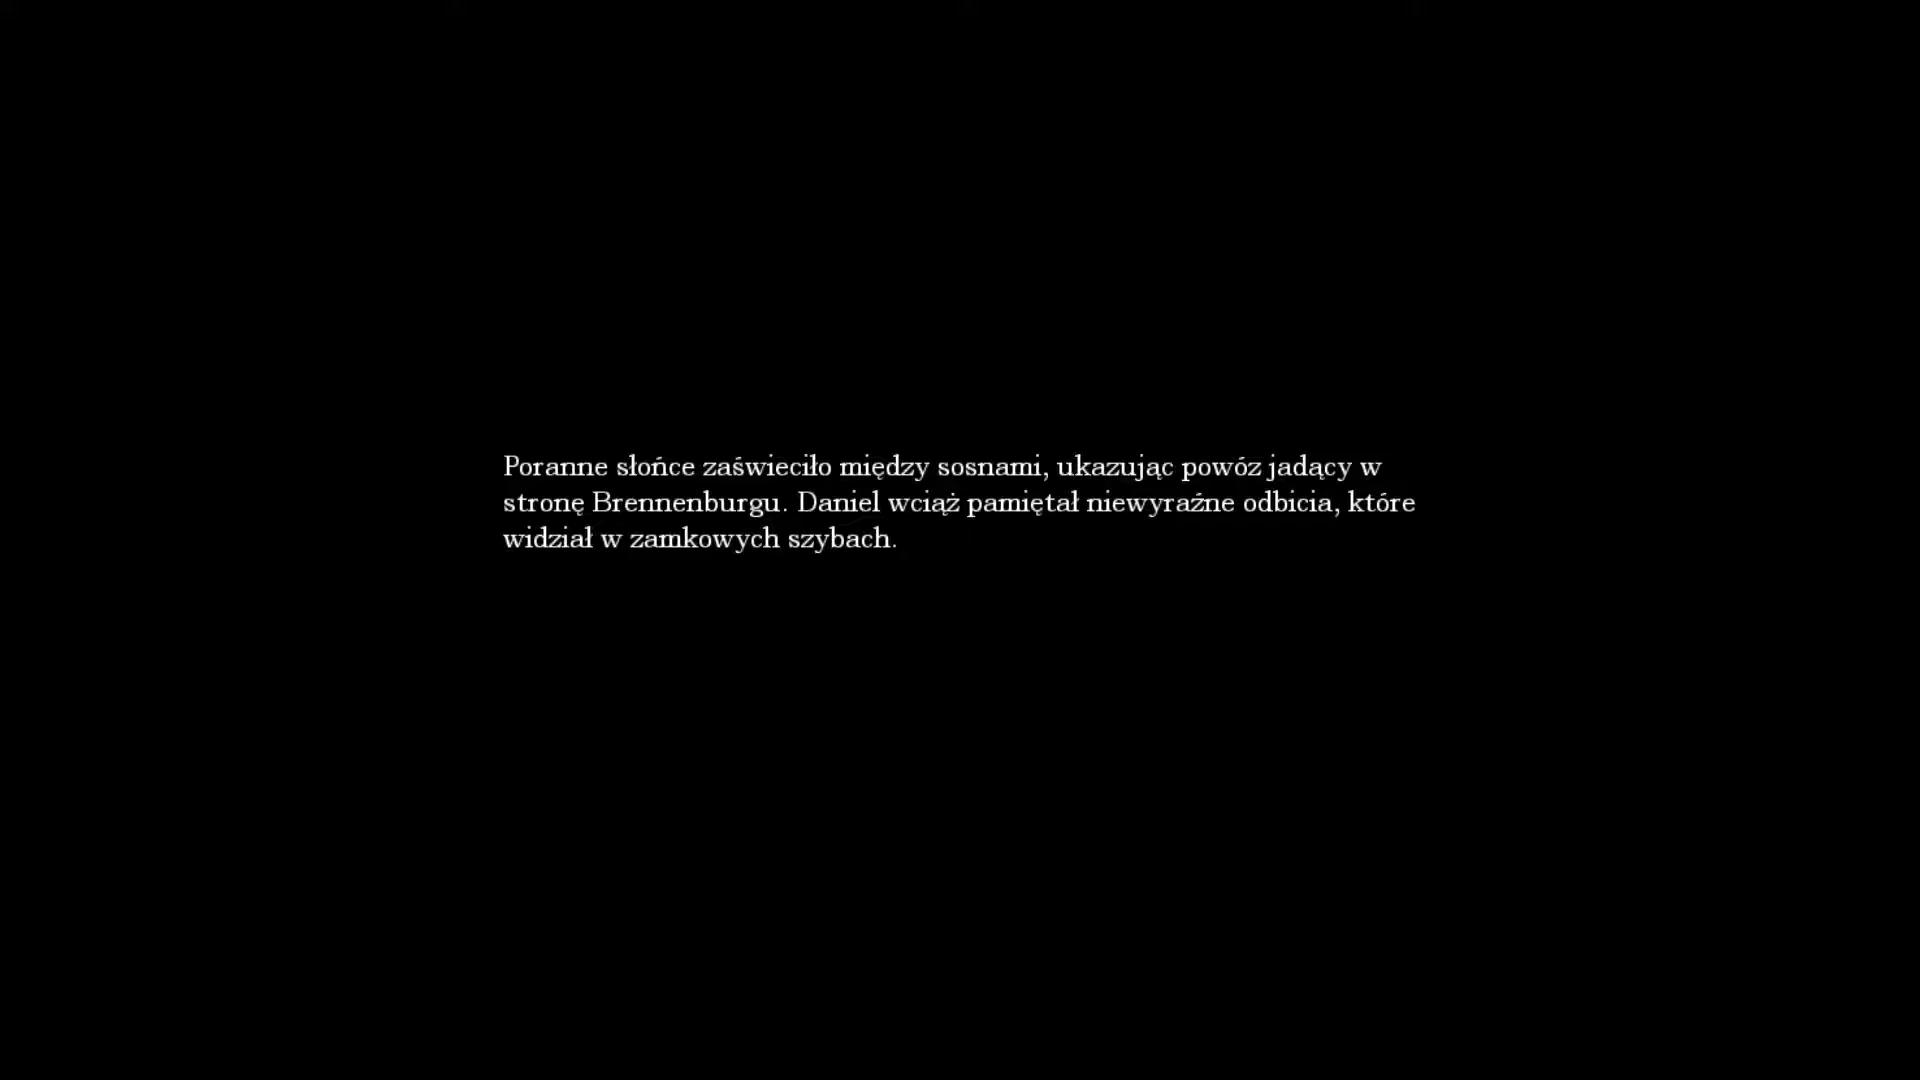 Poranne słońce zaświeciło między sosnami, ukazując powóz jadący w
stronę Brennenburgu. Daniel wciąż pamiętał niewyraźne odbicia, które
widział w zamkowych szybach.